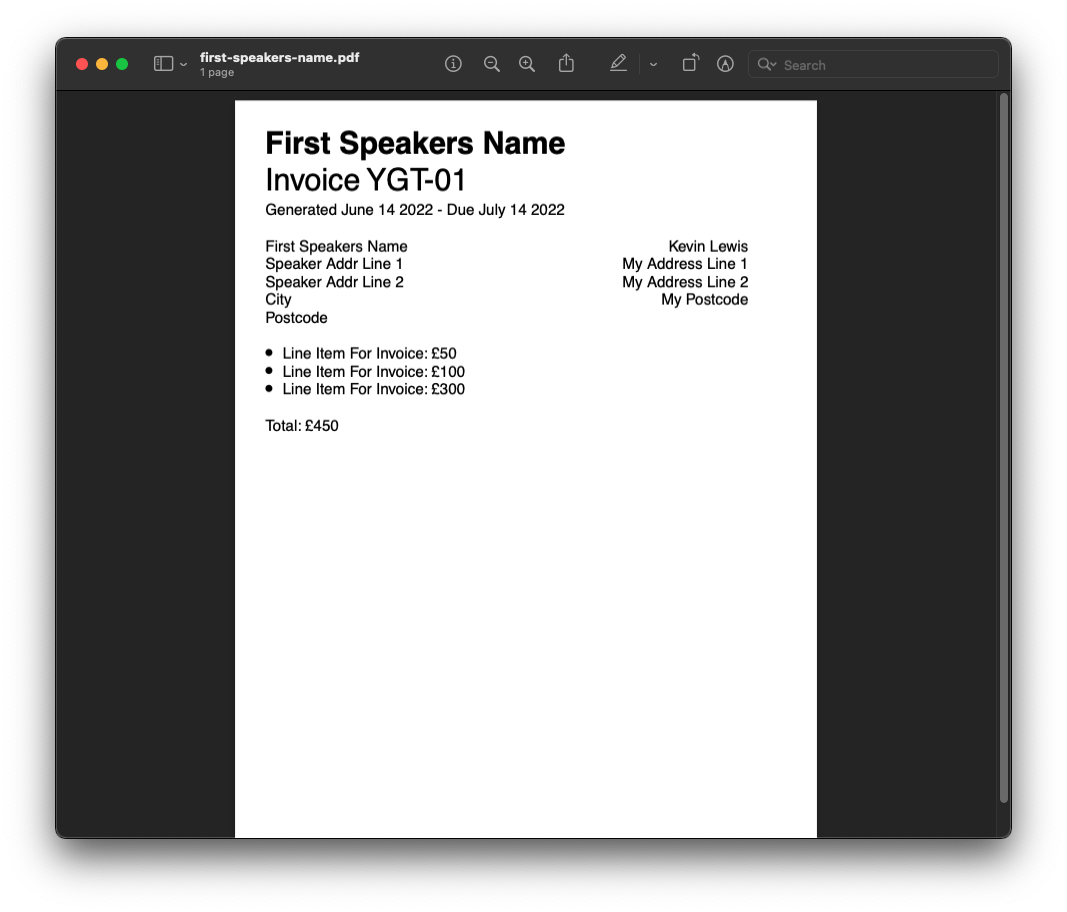 first-speakers-name.pdf
1 page
Search
First Speakers Name
Invoice YGT-01
Generated June 14 2022 - Due July 14 2022
First Speakers Name
Speaker Addr Line 1
Speaker Addr Line 2
City
Postcode
Kevin Lewis
My Address Line 1
My Address Line 2
My Postcode
• Line Item For Invoice: £50
• Line Item For Invoice: £100
• Line Item For Invoice: £300
Total: £450